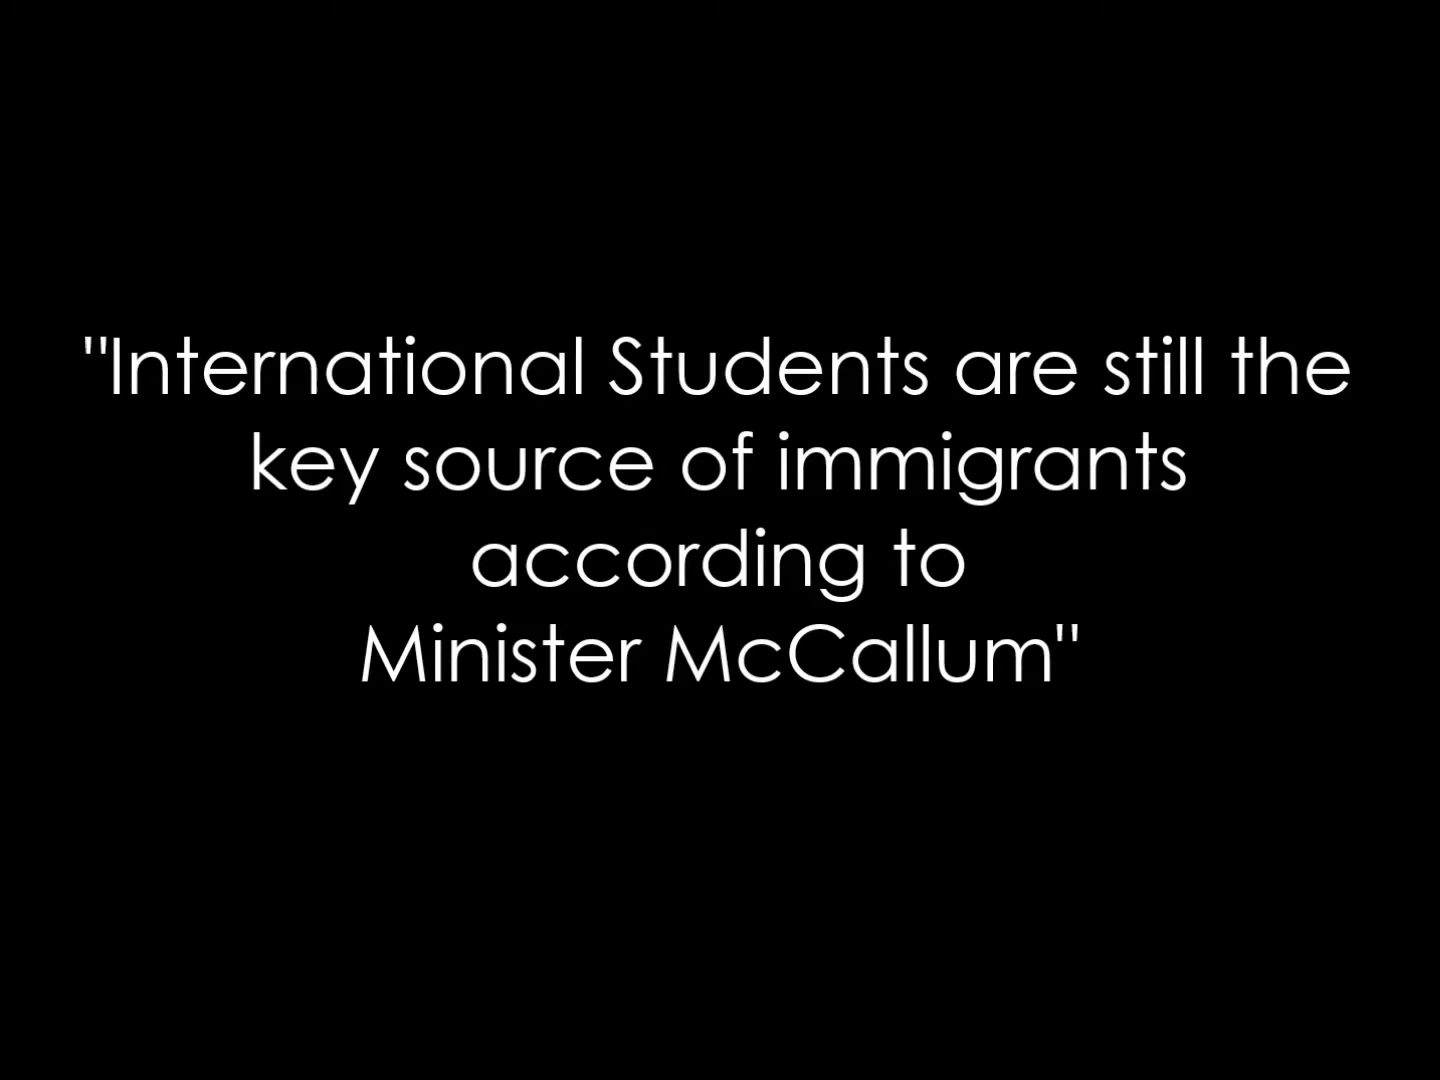 "International Students are still the
key source of immigrants
according to
Minister McCallum"